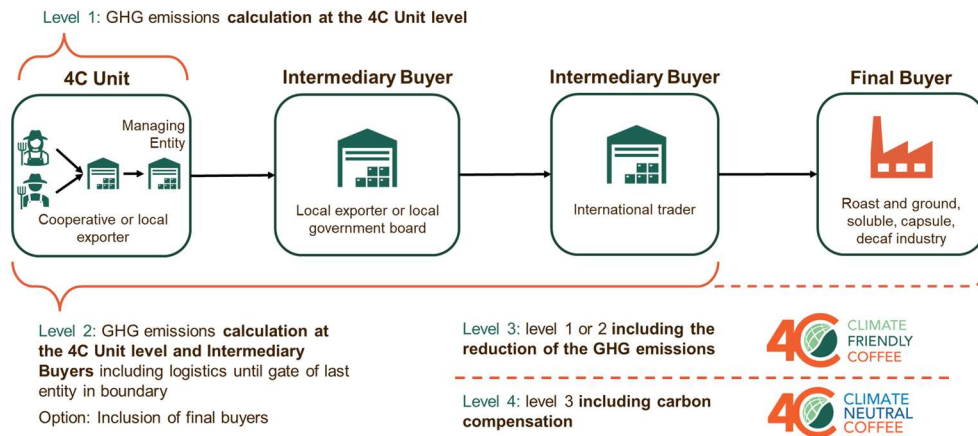 Level 1: GHG emissions calculation at the 4C Unit level
4C Unit
Intermediary Buyer
Intermediary Buyer
Final Buyer
Managing
Entity
Cooperative or local
exporter
Local exporter or local
government board
International trader
Roast and ground,
soluble, capsule,
decaf industry
Level 2: GHG emissions calculation at
the 4C Unit level and Intermediary
Buyers including logistics until gate of last
entity in boundary
Option: Inclusion of final buyers
Level 3: level 1 or 2 including the
reduction of the GHG emissions
4C CLIMATE
FRIENDLY
COFFEE
Level 4: level 3 including carbon
compensation
4C CLIMATE
NEUTRAL
COFFEE